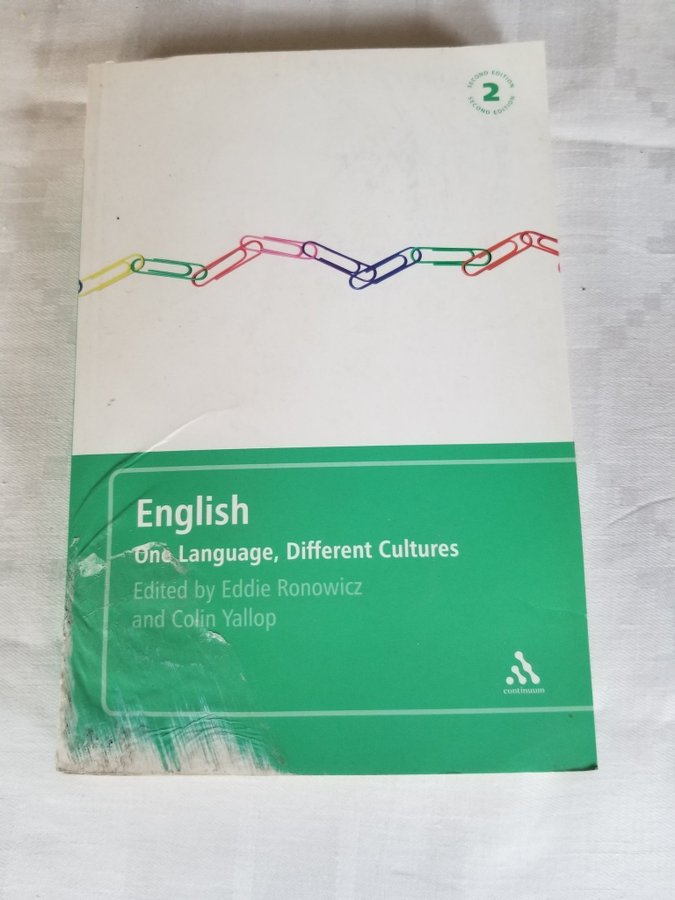 SECOND EDITION
2
SECOND EDITION
English
One Language, Different Cultures
Edited by Eddie Ronowicz
and Colin Yallop
continuum